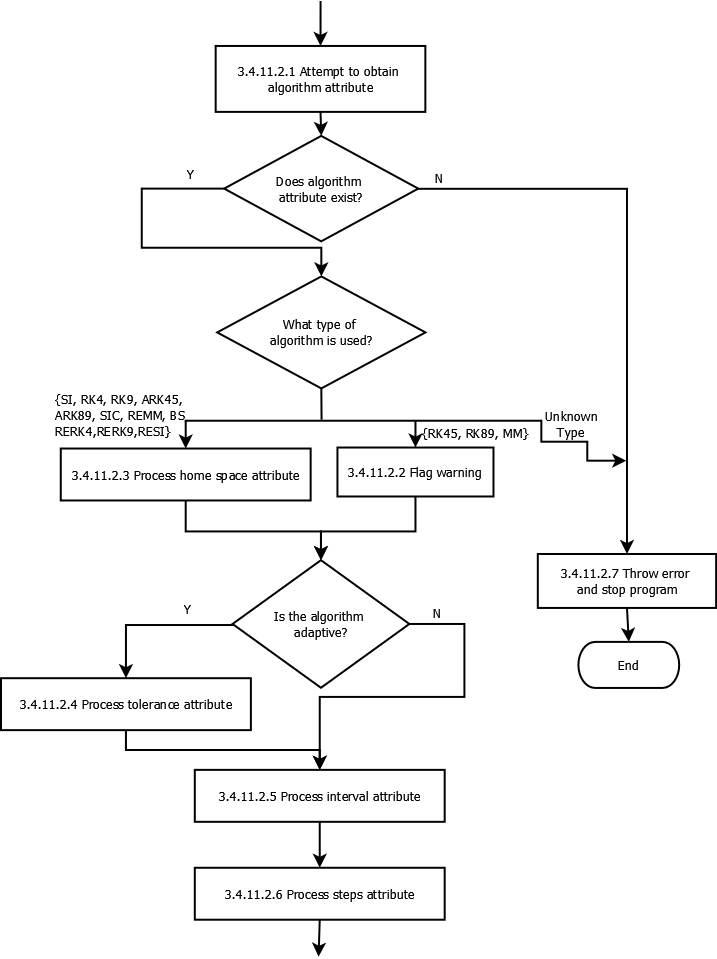 3.4.11.2.1 Attempt to obtain
algorithm attribute
Y
N
Does algorithm
attribute exist?
What type of
algorithm is used?
{SI, RK4, RK9, ARK45,
ARK89, SIC, REMM, BS
RERK4,RERK9,RESI}
{RK45, RK89, MM}
Unknown
Type
3.4.11.2.3 Process home space attribute
3.4.11.2.2 Flag warning
3.4.11.2.7 Throw error
and stop program
Y
N
Is the algorithm
adaptive?
End
3.4.11.2.4 Process tolerance attribute
3.4.11.2.5 Process interval attribute
3.4.11.2.6 Process steps attribute